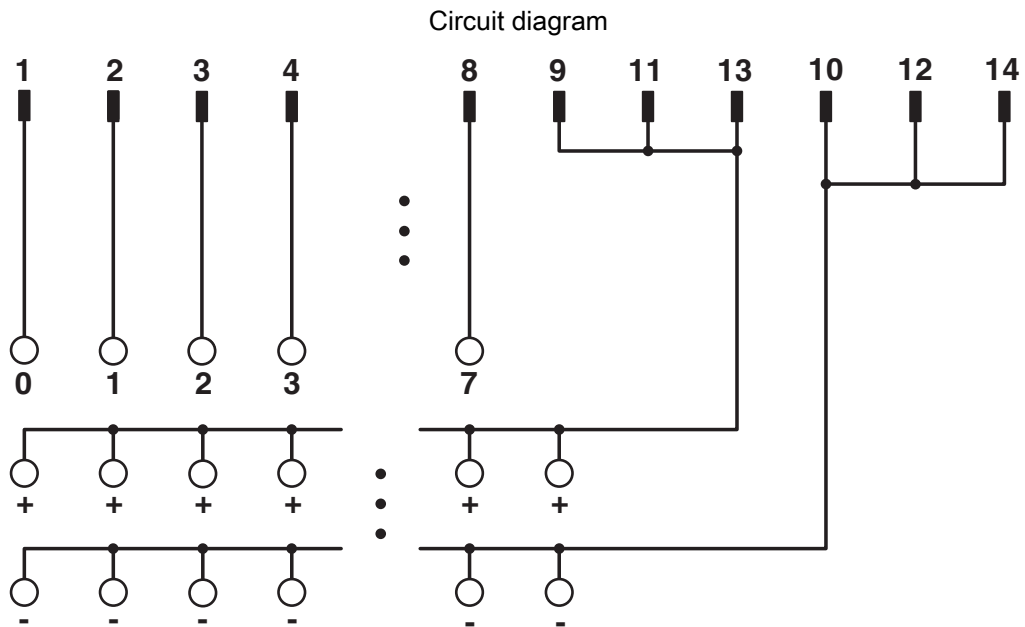 Circuit diagram
1 2 3 4 8 9 11 13 10 12 14
0 1 2 3 7
+ + + + + +
- - - - - -